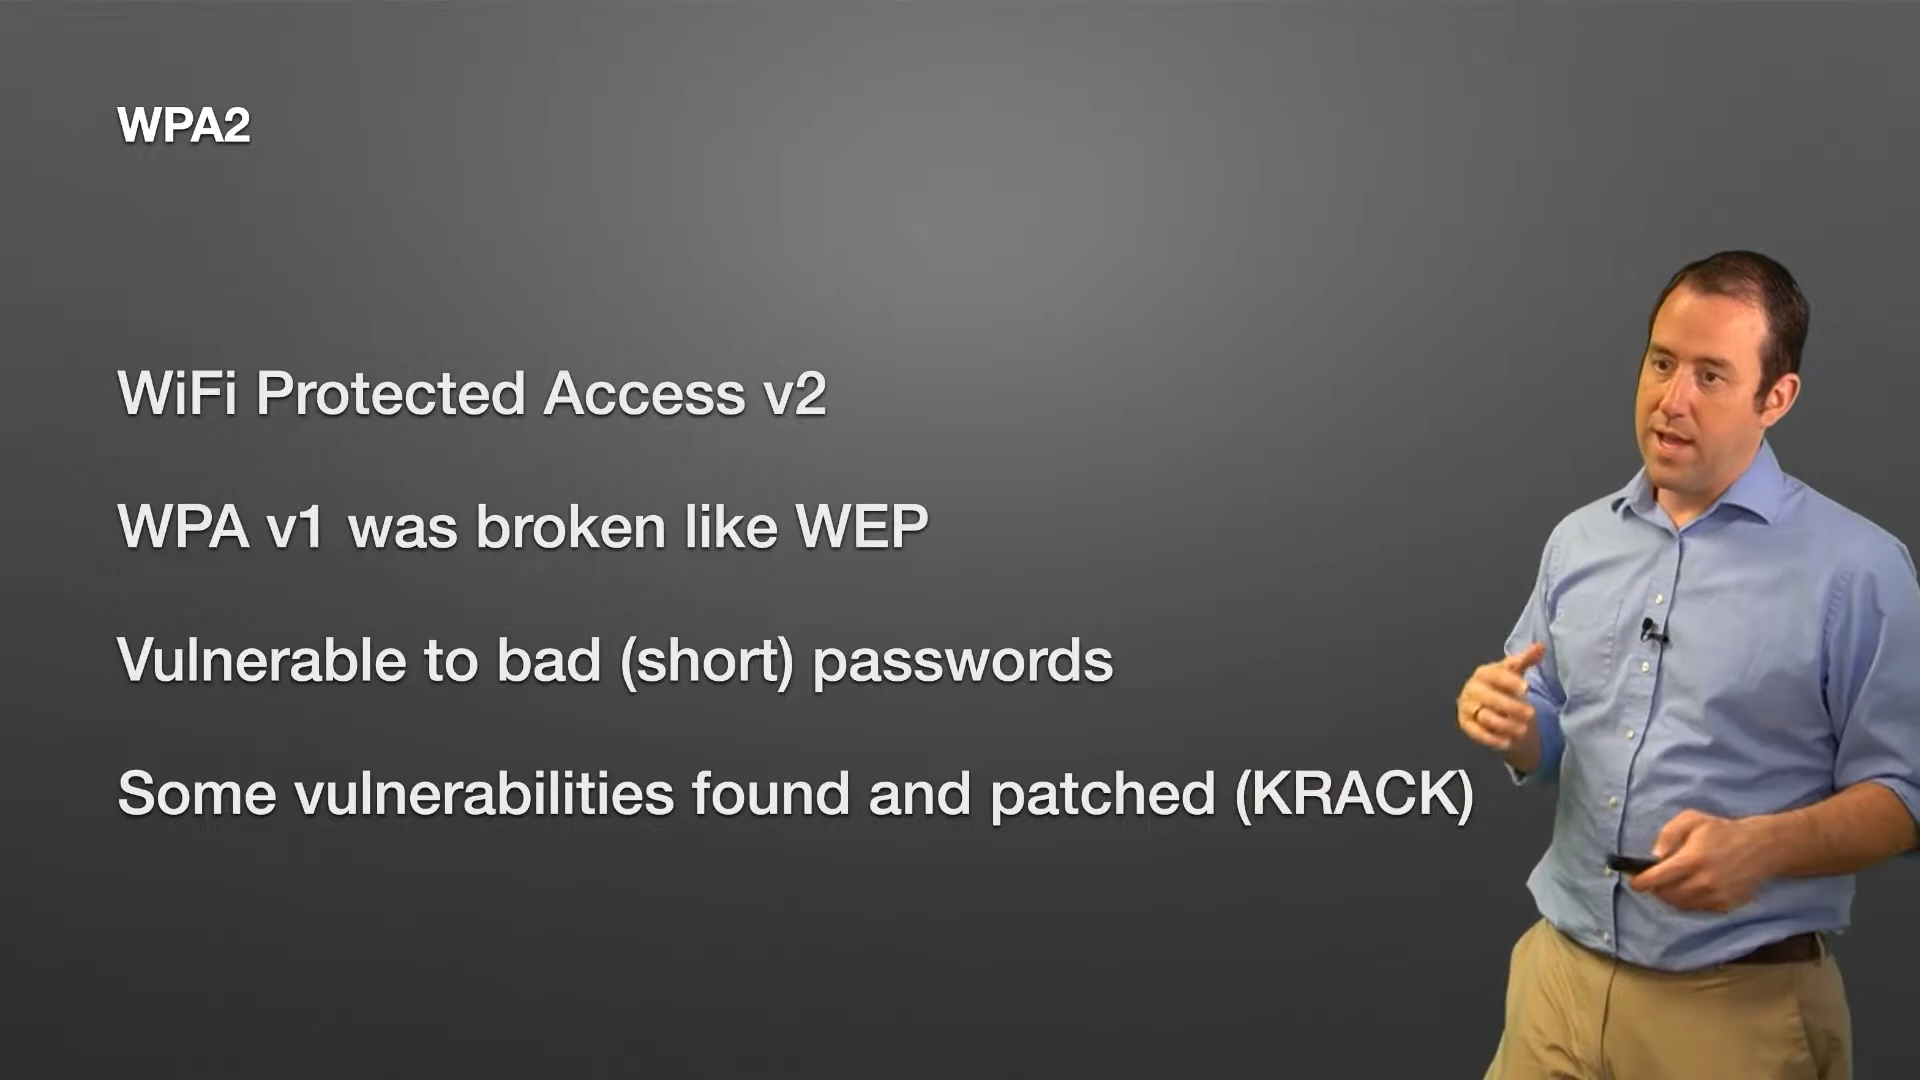 WPA2
WiFi Protected Access v2
WPA v1 was broken like WEP
Vulnerable to bad (short) passwords
Some vulnerabilities found and patched (KRACK)